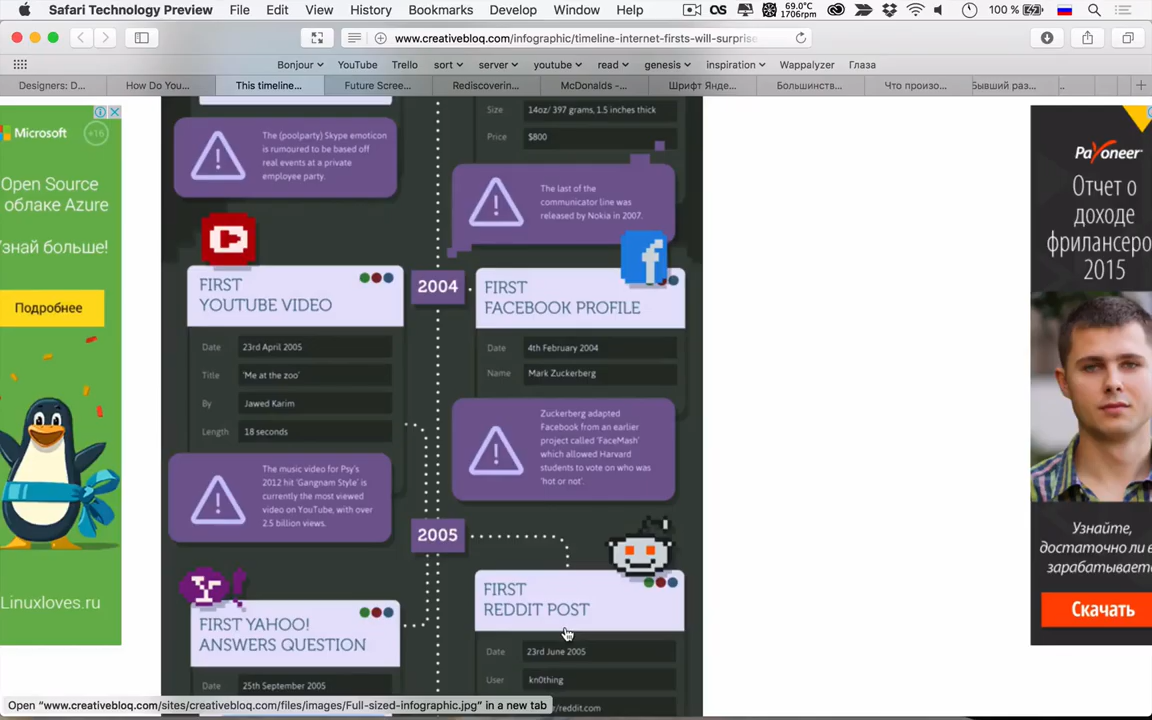 Safari Technology Preview File Edit View History Bookmarks Develop Window Help OS 69.0°C 1706rpm 100 %
www.creativebloq.com/infographic/timeline-internet-firsts-will-surprise-
Bonjour YouTube Trello sort server youtube read genesis inspiration Wappalyzer Глаза
Designers: D... How Do You... This timeline... Future Scree... Rediscoverin... McDonalds -... Шрифт Янде... Большинств... Что произо... Бывший раз...
Microsoft
+16
Open Source
облаке Azure
/знай больше!
Подробнее
Linuxloves.ru
The (poolparty) Skype emoticon
is rumoured to be based off
real events at a private
employee party.
Size 14oz/ 397 grams, 1.5 inches thick
Price $800
The last of the
communicator line was
released by Nokia in 2007.
FIRST
YOUTUBE VIDEO
Date 23rd April 2005
Title 'Me at the zoo'
By Jawed Karim
Length 18 seconds
The music video for Psy's
2012 hit 'Gangnam Style' is
currently the most viewed
video on YouTube, with over
2.5 billion views.
2004
FIRST
FACEBOOK PROFILE
Date 4th February 2004
Name Mark Zuckerberg
Zuckerberg adapted
Facebook from an earlier
project called 'FaceMash'
which allowed Harvard
students to vote on who was
'hot or not'.
2005
FIRST YAHOO!
ANSWERS QUESTION
Date 25th September 2005
FIRST
REDDIT POST
Date 23rd June 2005
User kn0thing
/reddit.com
Payoneer
Отчет о
доходе
фрилансеро
2015
Узнайте,
достаточно ли в
зарабатывает
Скачать
Open “www.creativebloq.com/sites/creativebloq.com/files/images/Full-sized-infographic.jpg” in a new tab